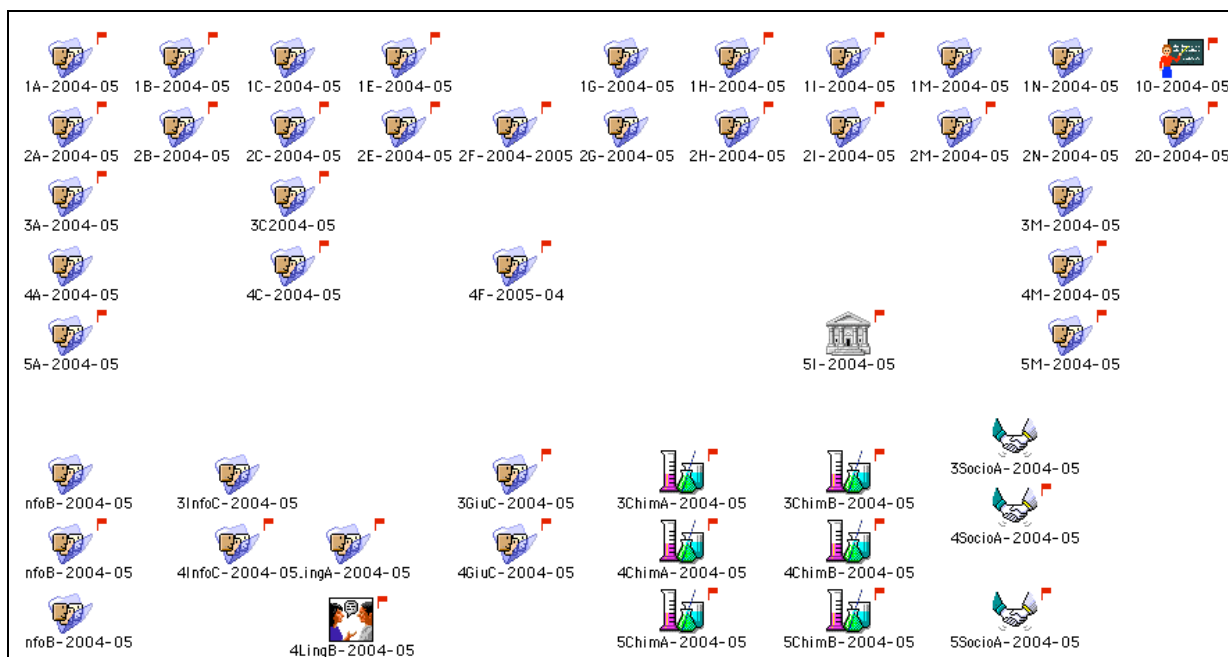 1A-2004-05 1B-2004-05 1C-2004-05 1E-2004-05 1G-2004-05 1H-2004-05 1I-2004-05 1M-2004-05 1N-2004-05 1O-2004-05
2A-2004-05 2B-2004-05 2C-2004-05 2E-2004-05 2F-2004-2005 2G-2004-05 2H-2004-05 2I-2004-05 2M-2004-05 2N-2004-05 2O-2004-05
3A-2004-05 3C2004-05 3M-2004-05
4A-2004-05 4C-2004-05 4F-2005-04 4M-2004-05
5A-2004-05 5I-2004-05 5M-2004-05
3SocioA-2004-05
nfoB-2004-05 3InfoC-2004-05 3GiuC-2004-05 3ChimA-2004-05 3ChimB-2004-05
4SocioA-2004-05
nfoB-2004-05 4InfoC-2004-05 .ingA-2004-05 4GiuC-2004-05 4ChimA-2004-05 4ChimB-2004-05
nfoB-2004-05 4LingB-2004-05 5ChimA-2004-05 5ChimB-2004-05 5SocioA-2004-05